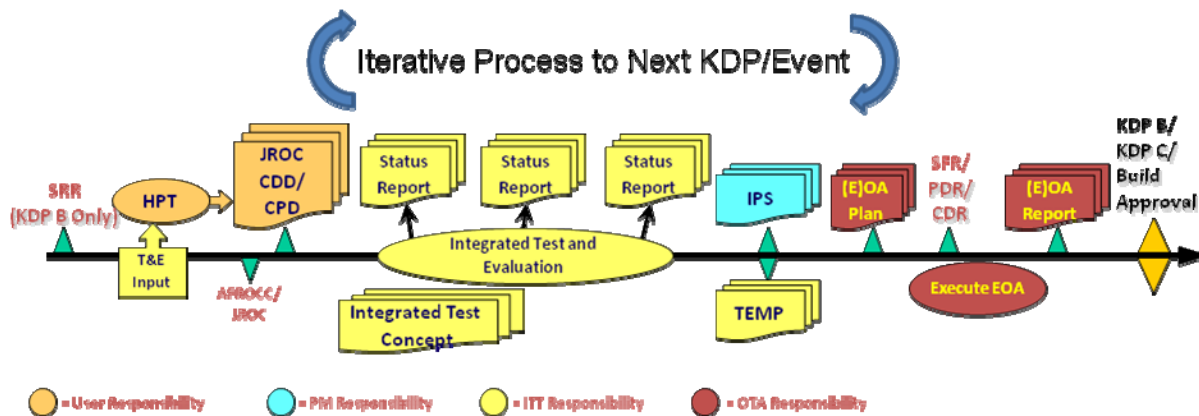 Iterative Process to Next KDP/Event
SRR
(KDP B Only)
HPT
T&E
Input
JROC
CDD/
CPD
AFROCC/
JROC
Status
Report
Status
Report
Status
Report
Integrated Test and
Evaluation
Integrated Test
Concept
IPS
TEMP
(E)OA
Plan
SFR/
PDR/
CDR
Execute EOA
(E)OA
Report
KDP B/
KDP C/
Build
Approval
= User Responsibility
= PM Responsibility
= ITT Responsibility
= OTA Responsibility